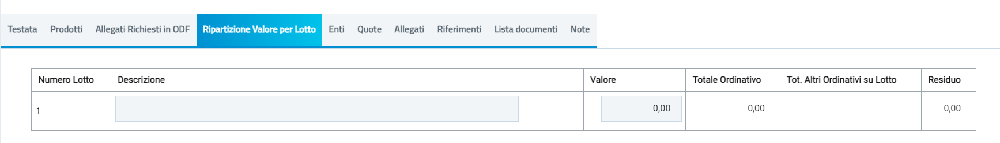 Testata Prodotti Allegati Richiesti in ODF Ripartizione Valore per Lotto Enti Quote Allegati Riferimenti Lista documenti Note
Numero Lotto Descrizione Valore Totale Ordinativo Tot. Altri Ordinativi su Lotto Residuo
1 0,00 0,00 0,00